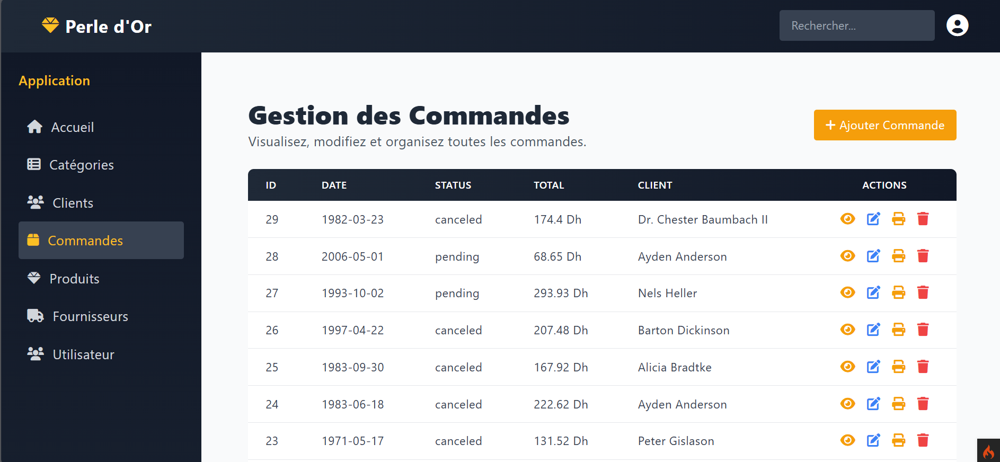 Perle d'Or
Rechercher...
Application
Accueil
Catégories
Clients
Commandes
Produits
Fournisseurs
Utilisateur
Gestion des Commandes
Visualisez, modifiez et organisez toutes les commandes.
+ Ajouter Commande
ID DATE STATUS TOTAL CLIENT ACTIONS
29 1982-03-23 canceled 174.4 Dh Dr. Chester Baumbach II
28 2006-05-01 pending 68.65 Dh Ayden Anderson
27 1993-10-02 pending 293.93 Dh Nels Heller
26 1997-04-22 canceled 207.48 Dh Barton Dickinson
25 1983-09-30 canceled 167.92 Dh Alicia Bradtke
24 1983-06-18 canceled 222.62 Dh Ayden Anderson
23 1971-05-17 canceled 131.52 Dh Peter Gislason